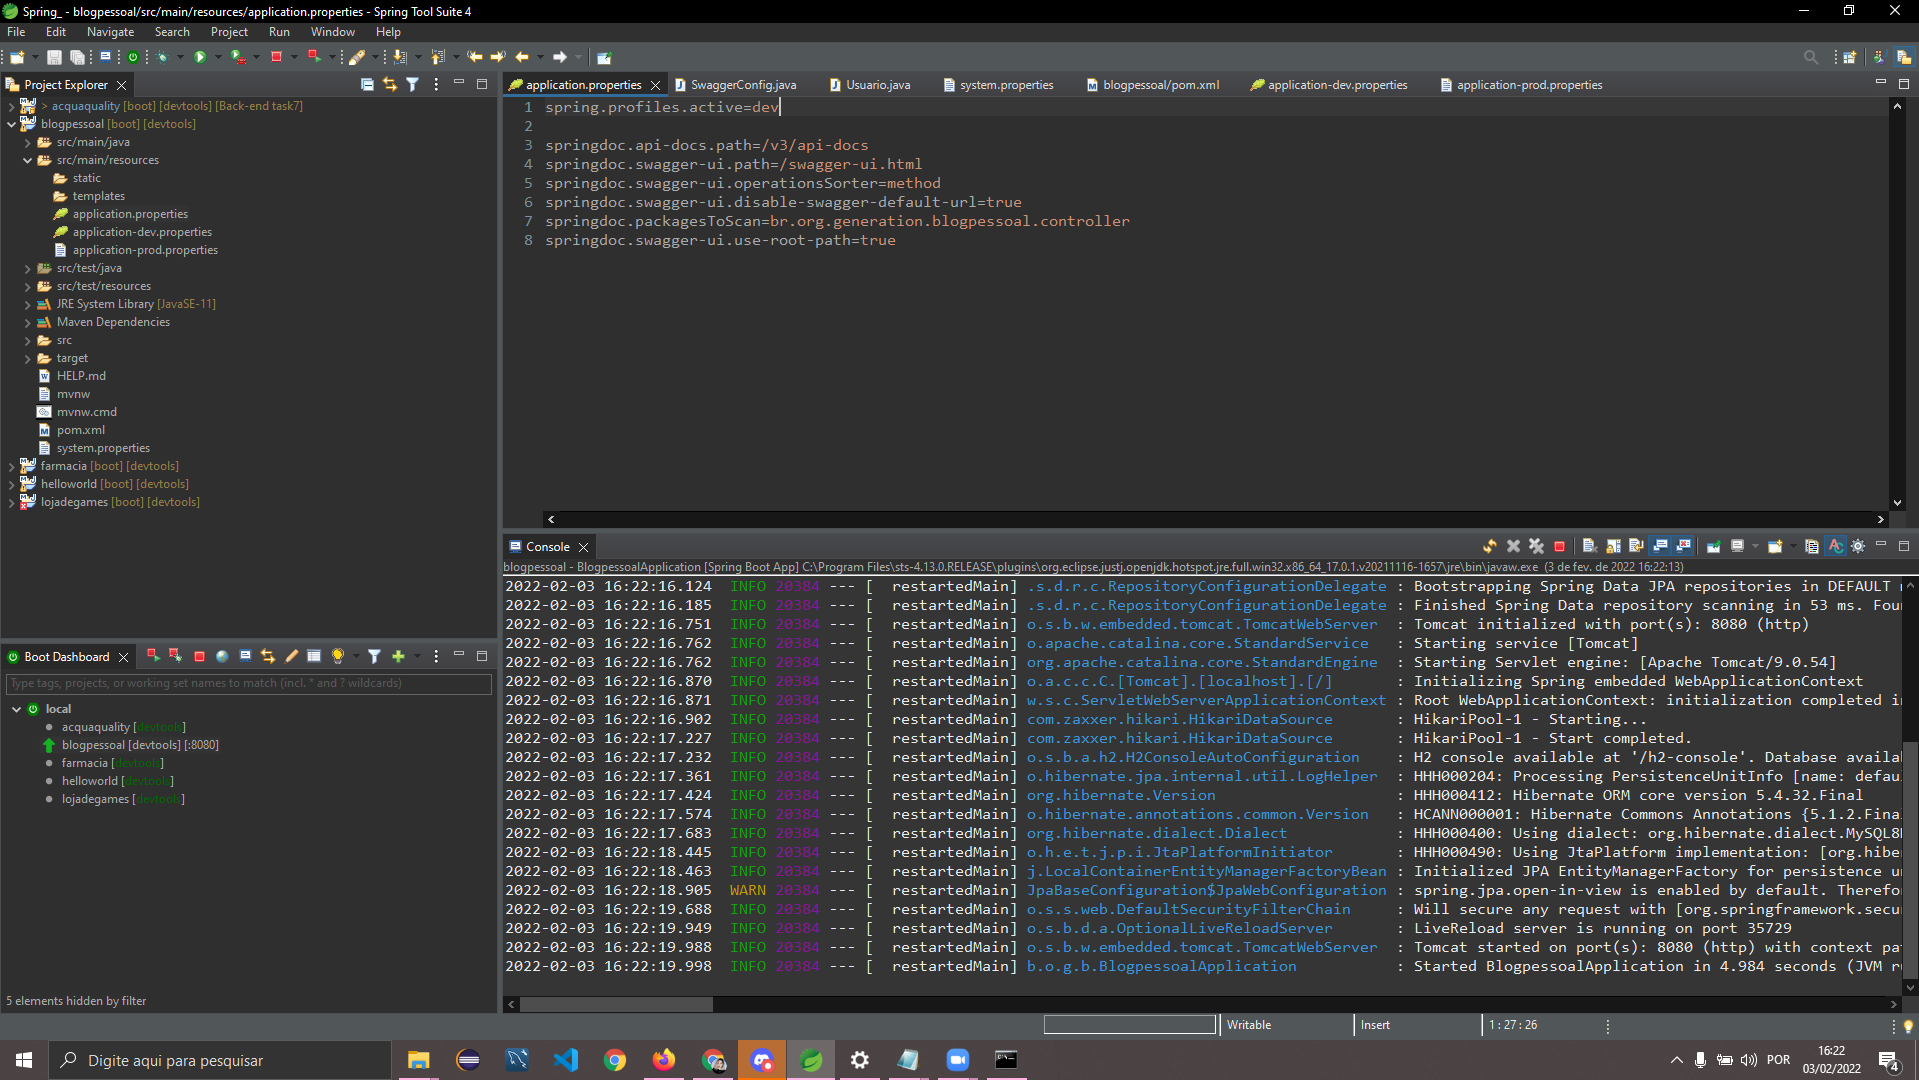 Spring_ - blogpessoal/src/main/resources/application.properties - Spring Tool Suite 4
File Edit Navigate Search Project Run Window Help
Project Explorer
> acquaquality [boot] [devtools] [Back-end task7]
blogpessoal [boot] [devtools]
src/main/java
src/main/resources
static
templates
application.properties
application-dev.properties
application-prod.properties
src/test/java
src/test/resources
JRE System Library [JavaSE-11]
Maven Dependencies
src
target
HELP.md
mvnw
mvnw.cmd
pom.xml
system.properties
farmacia [boot] [devtools]
helloworld [boot] [devtools]
lojadegames [boot] [devtools]
application.properties SwaggerConfig.java Usuario.java system.properties blogpessoal/pom.xml application-dev.properties application-prod.properties
1 spring.profiles.active=dev
2
3 springdoc.api-docs.path=/v3/api-docs
4 springdoc.swagger-ui.path=/swagger-ui.html
5 springdoc.swagger-ui.operationsSorter=method
6 springdoc.swagger-ui.disable-swagger-default-url=true
7 springdoc.packagesToScan=br.org.generation.blogpessoal.controller
8 springdoc.swagger-ui.use-root-path=true
Boot Dashboard
Type tags, projects, or working set names to match (incl. * and ? wildcards)
local
acquaquality [devtools]
blogpessoal [devtools] [:8080]
farmacia [devtools]
helloworld [devtools]
lojadegames [devtools]
5 elements hidden by filter
Console
blogpessoal - BlogpessoalApplication [Spring Boot App] C:\Program Files\sts-4.13.0.RELEASE\plugins\org.eclipse.justj.openjdk.hotspot.jre.full.win32.x86_64_17.0.1.v20211116-1657\jre\bin\javaw.exe (3 de fev. de 2022 16:22:13)
2022-02-03 16:22:16.124 INFO 20384 --- [ restartedMain] .s.d.r.c.RepositoryConfigurationDelegate : Bootstrapping Spring Data JPA repositories in DEFAULT
2022-02-03 16:22:16.185 INFO 20384 --- [ restartedMain] .s.d.r.c.RepositoryConfigurationDelegate : Finished Spring Data repository scanning in 53 ms. Fou
2022-02-03 16:22:16.751 INFO 20384 --- [ restartedMain] o.s.b.w.embedded.tomcat.TomcatWebServer : Tomcat initialized with port(s): 8080 (http)
2022-02-03 16:22:16.762 INFO 20384 --- [ restartedMain] o.apache.catalina.core.StandardService : Starting service [Tomcat]
2022-02-03 16:22:16.762 INFO 20384 --- [ restartedMain] org.apache.catalina.core.StandardEngine : Starting Servlet engine: [Apache Tomcat/9.0.54]
2022-02-03 16:22:16.870 INFO 20384 --- [ restartedMain] o.a.c.c.C.[Tomcat].[localhost].[/] : Initializing Spring embedded WebApplicationContext
2022-02-03 16:22:16.871 INFO 20384 --- [ restartedMain] w.s.c.ServletWebServerApplicationContext : Root WebApplicationContext: initialization completed i
2022-02-03 16:22:16.902 INFO 20384 --- [ restartedMain] com.zaxxer.hikari.HikariDataSource : HikariPool-1 - Starting...
2022-02-03 16:22:17.227 INFO 20384 --- [ restartedMain] com.zaxxer.hikari.HikariDataSource : HikariPool-1 - Start completed.
2022-02-03 16:22:17.232 INFO 20384 --- [ restartedMain] o.s.b.a.h2.H2ConsoleAutoConfiguration : H2 console available at '/h2-console'. Database availa
2022-02-03 16:22:17.361 INFO 20384 --- [ restartedMain] o.hibernate.jpa.internal.util.LogHelper : HHH000204: Processing PersistenceUnitInfo [name: defau
2022-02-03 16:22:17.424 INFO 20384 --- [ restartedMain] org.hibernate.Version : HHH000412: Hibernate ORM core version 5.4.32.Final
2022-02-03 16:22:17.574 INFO 20384 --- [ restartedMain] o.hibernate.annotations.common.Version : HCANN000001: Hibernate Commons Annotations {5.1.2.Fina
2022-02-03 16:22:17.683 INFO 20384 --- [ restartedMain] org.hibernate.dialect.Dialect : HHH000400: Using dialect: org.hibernate.dialect.MySQL8
2022-02-03 16:22:18.445 INFO 20384 --- [ restartedMain] o.h.e.t.j.p.i.JtaPlatformInitiator : HHH000490: Using JtaPlatform implementation: [org.hibe
2022-02-03 16:22:18.463 INFO 20384 --- [ restartedMain] j.LocalContainerEntityManagerFactoryBean : Initialized JPA EntityManagerFactory for persistence u
2022-02-03 16:22:18.905 WARN 20384 --- [ restartedMain] JpaBaseConfiguration$JpaWebConfiguration : spring.jpa.open-in-view is enabled by default. Therefo
2022-02-03 16:22:19.688 INFO 20384 --- [ restartedMain] o.s.s.web.DefaultSecurityFilterChain : Will secure any request with [org.springframework.secu
2022-02-03 16:22:19.949 INFO 20384 --- [ restartedMain] o.s.b.d.a.OptionalLiveReloadServer : LiveReload server is running on port 35729
2022-02-03 16:22:19.988 INFO 20384 --- [ restartedMain] o.s.b.w.embedded.tomcat.TomcatWebServer : Tomcat started on port(s): 8080 (http) with context pa
2022-02-03 16:22:19.998 INFO 20384 --- [ restartedMain] b.o.g.b.BlogpessoalApplication : Started BlogpessoalApplication in 4.984 seconds (JVM r
Writable Insert 1 : 27 : 26
Digite aqui para pesquisar
POR
16:22
03/02/2022
4